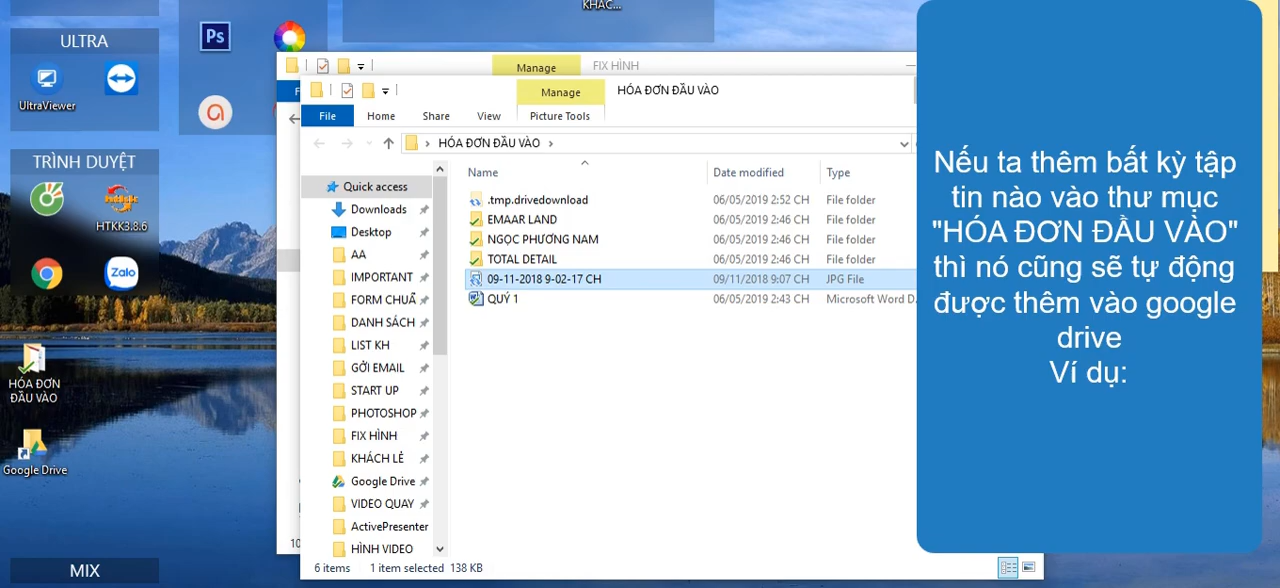 KHÁC...
ULTRA
Ps
UltraViewer
TRÌNH DUYỆT
HTKK3.8.6
Zalo
HÓA ĐƠN
ĐẦU VÀO
Google Drive
MIX
Manage
FIX HÌNH
F
Manage
HÓA ĐƠN ĐẦU VÀO
File
Home
Share
View
Picture Tools
HÓA ĐƠN ĐẦU VÀO
Quick access
Downloads
Desktop
AA
IMPORTANT
FORM CHUẨ
DANH SÁCH
LIST KH
GỞI EMAIL
START UP
PHOTOSHOP
FIX HÌNH
KHÁCH LẺ
Google Drive
VIDEO QUAY
ActivePresenter
HÌNH VIDEO
Name Date modified Type
.tmp.drivedownload 06/05/2019 2:52 CH File folder
EMAAR LAND 06/05/2019 2:46 CH File folder
NGỌC PHƯƠNG NAM 06/05/2019 2:46 CH File folder
TOTAL DETAIL 06/05/2019 2:46 CH File folder
09-11-2018 9-02-17 CH 09/11/2018 9:07 CH JPG File
QUÝ 1 06/05/2019 2:43 CH Microsoft Word D
10
6 items 1 item selected 138 KB
Nếu ta thêm bất kỳ tập
tin nào vào thư mục
"HÓA ĐƠN ĐẦU VÀO"
thì nó cũng sẽ tự động
được thêm vào google
drive
Ví dụ: